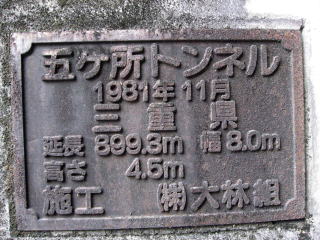 五ケ所トンネル
1981年11月
三重県
延長 899.3m 幅 8.0m
高さ 4.5m
施工 ㈱大林組